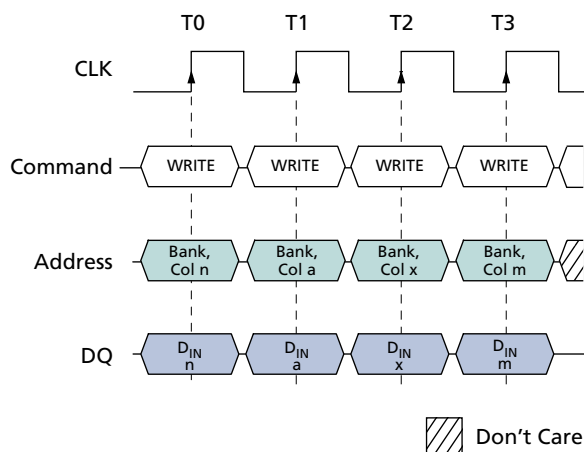 T0 T1 T2 T3
CLK
Command WRITE WRITE WRITE WRITE
Address Bank, Col n Bank, Col a Bank, Col x Bank, Col m
DQ DIN n DIN a DIN x DIN m
Don't Care